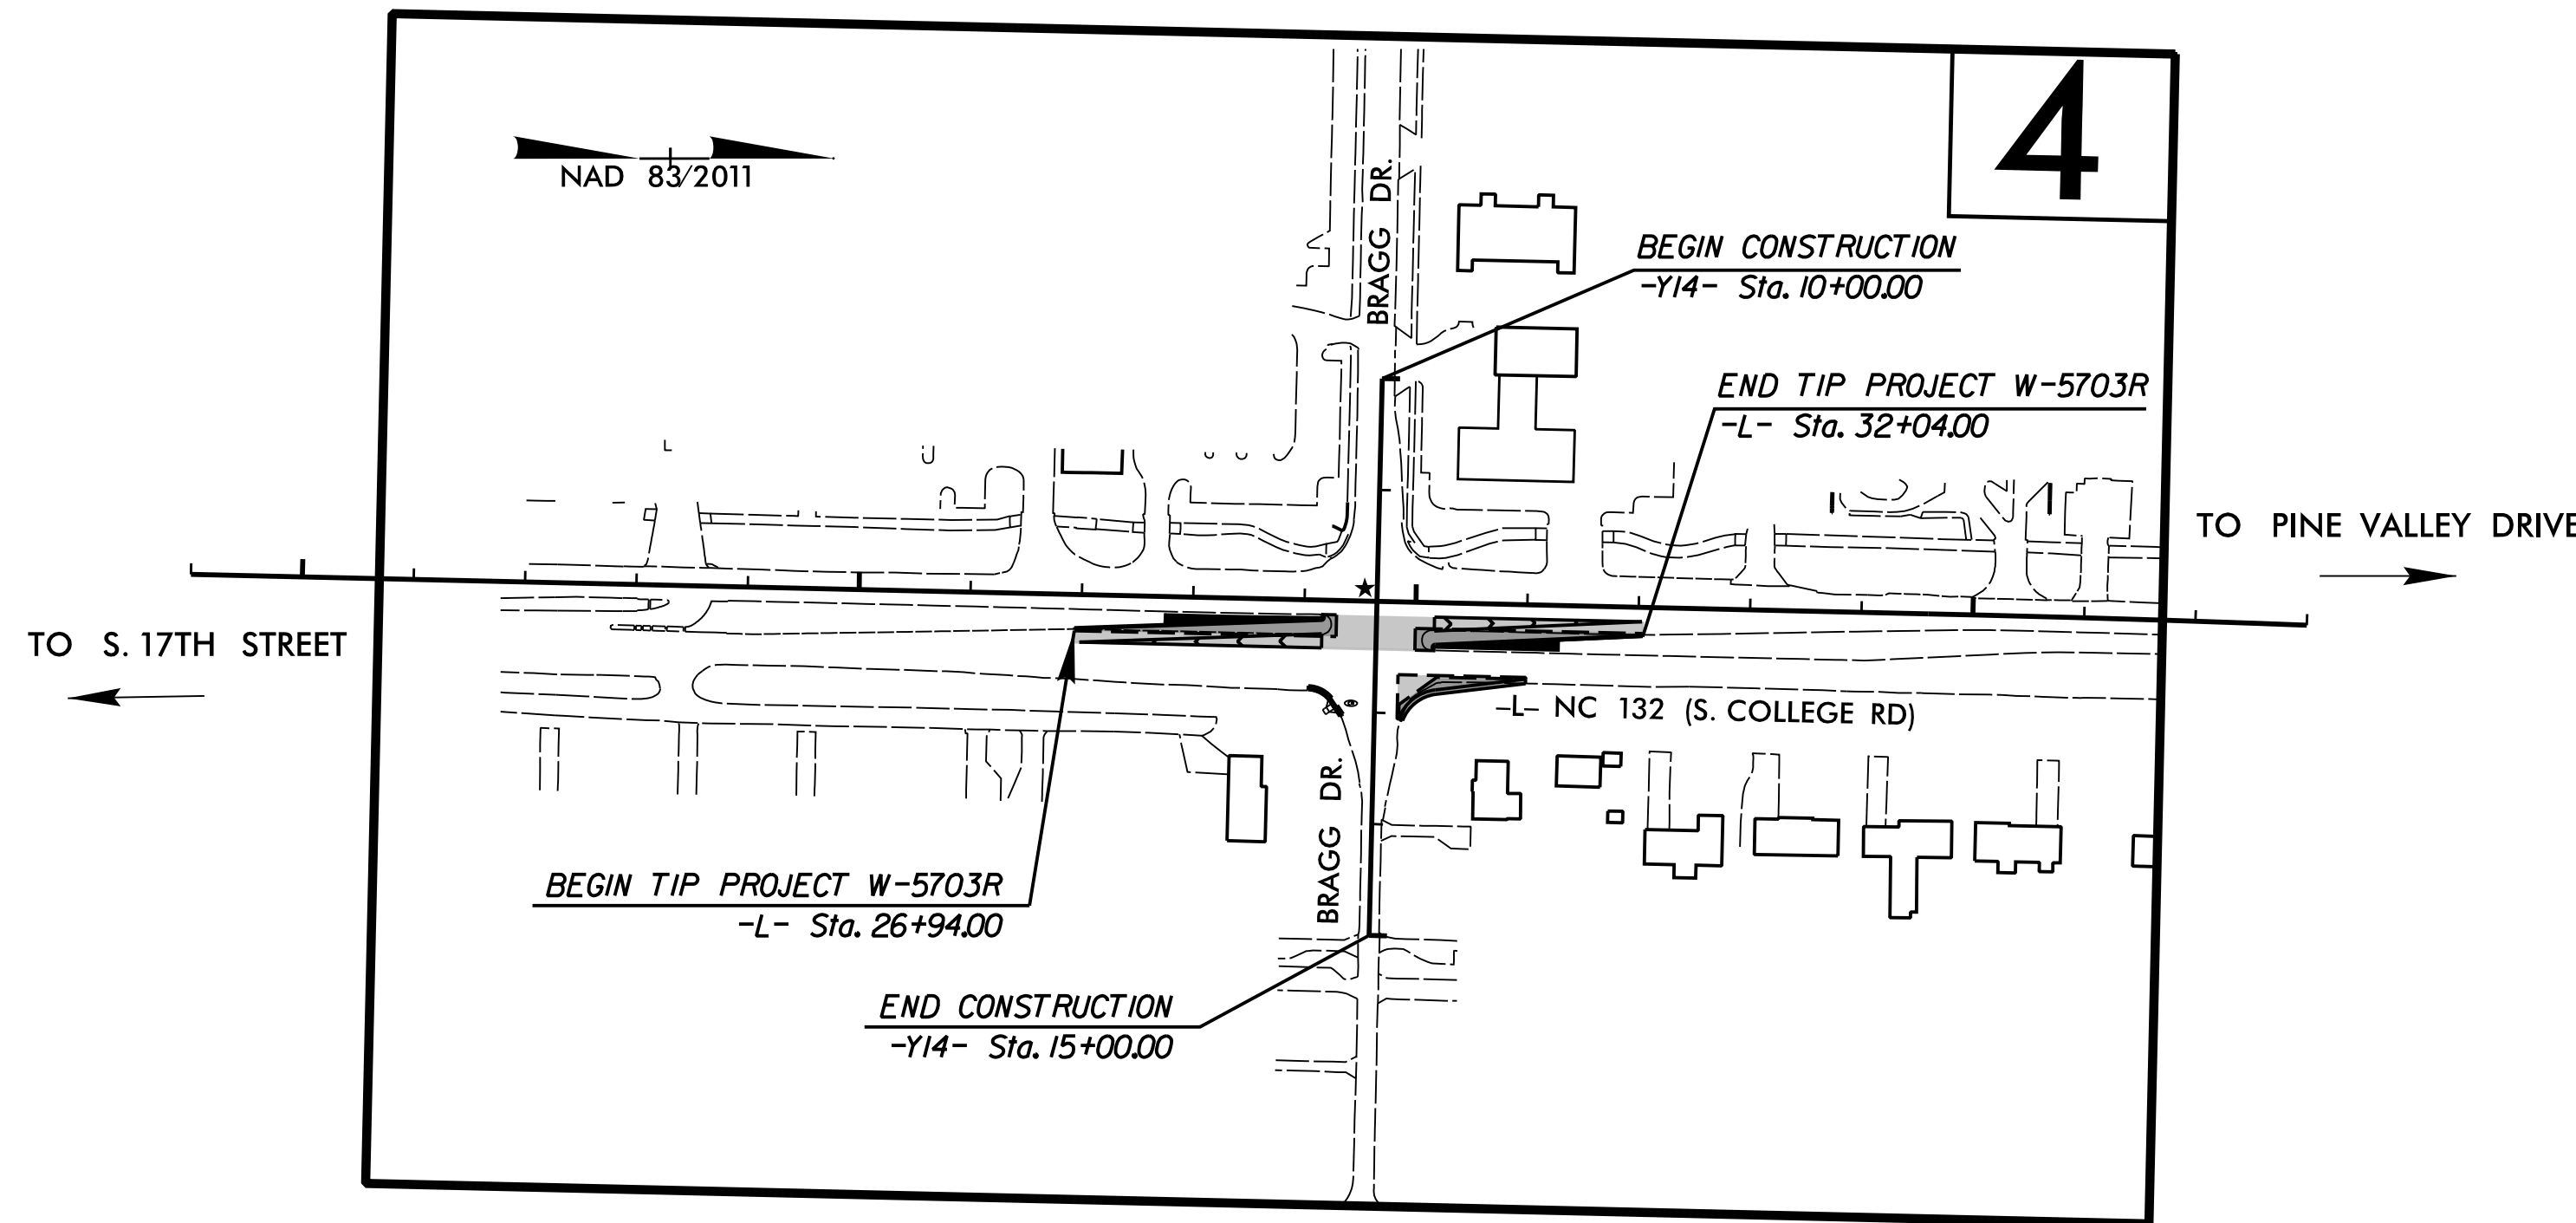 4
NAD 83/2011
BRAGG DR.
BEGIN CONSTRUCTION
-Y14- Sta. 10+00.00
END TIP PROJECT W-5703R
-L- Sta. 32+04.00
TO PINE VALLEY DRIVE
TO S. 17TH STREET
-L- NC 132 (S. COLLEGE RD)
BRAGG DR.
BEGIN TIP PROJECT W-5703R
-L- Sta. 26+94.00
END CONSTRUCTION
-Y14- Sta. 15+00.00